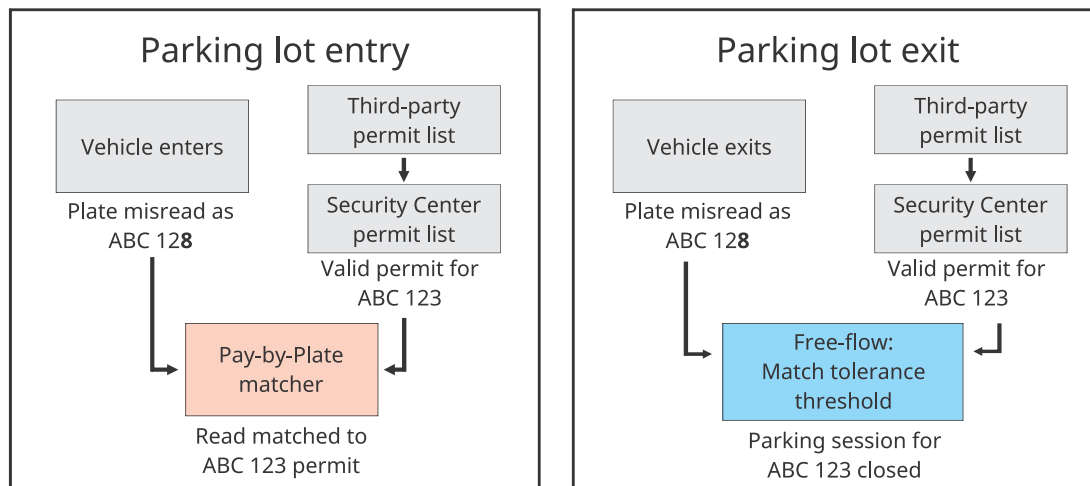 Parking lot entry
Vehicle enters
Plate misread as
ABC 128
Third-party
permit list
Security Center
permit list
Valid permit for
ABC 123
Pay-by-Plate
matcher
Read matched to
ABC 123 permit
Parking lot exit
Vehicle exits
Plate misread as
ABC 128
Third-party
permit list
Security Center
permit list
Valid permit for
ABC 123
Free-flow:
Match tolerance
threshold
Parking session for
ABC 123 closed